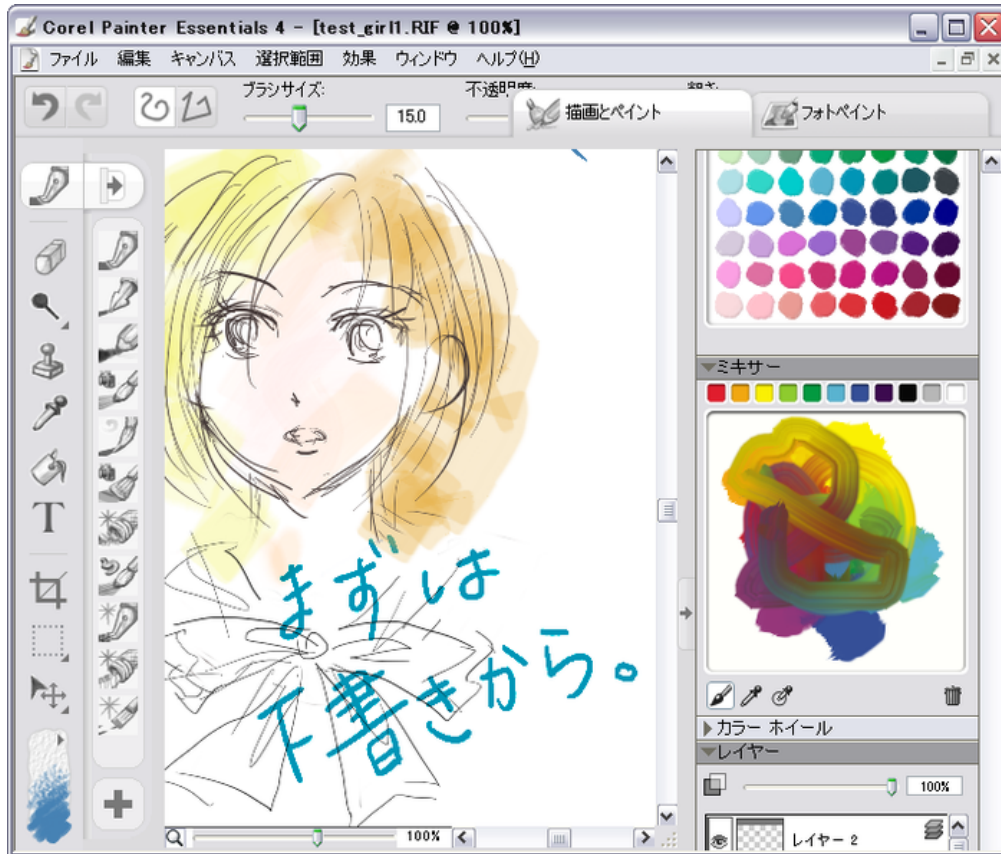 Corel Painter Essentials 4 - [test_girl1.RIF @ 100%]
ファイル 編集 キャンバス 選択範囲 効果 ウィンドウ ヘルプ(H)
ブラシサイズ: 不透明度:
15.0
描画とペイント フォトペイント
T
ミキサー
まずは
下書きから。
カラー ホイール
レイヤー
100%
レイヤー 2
100%